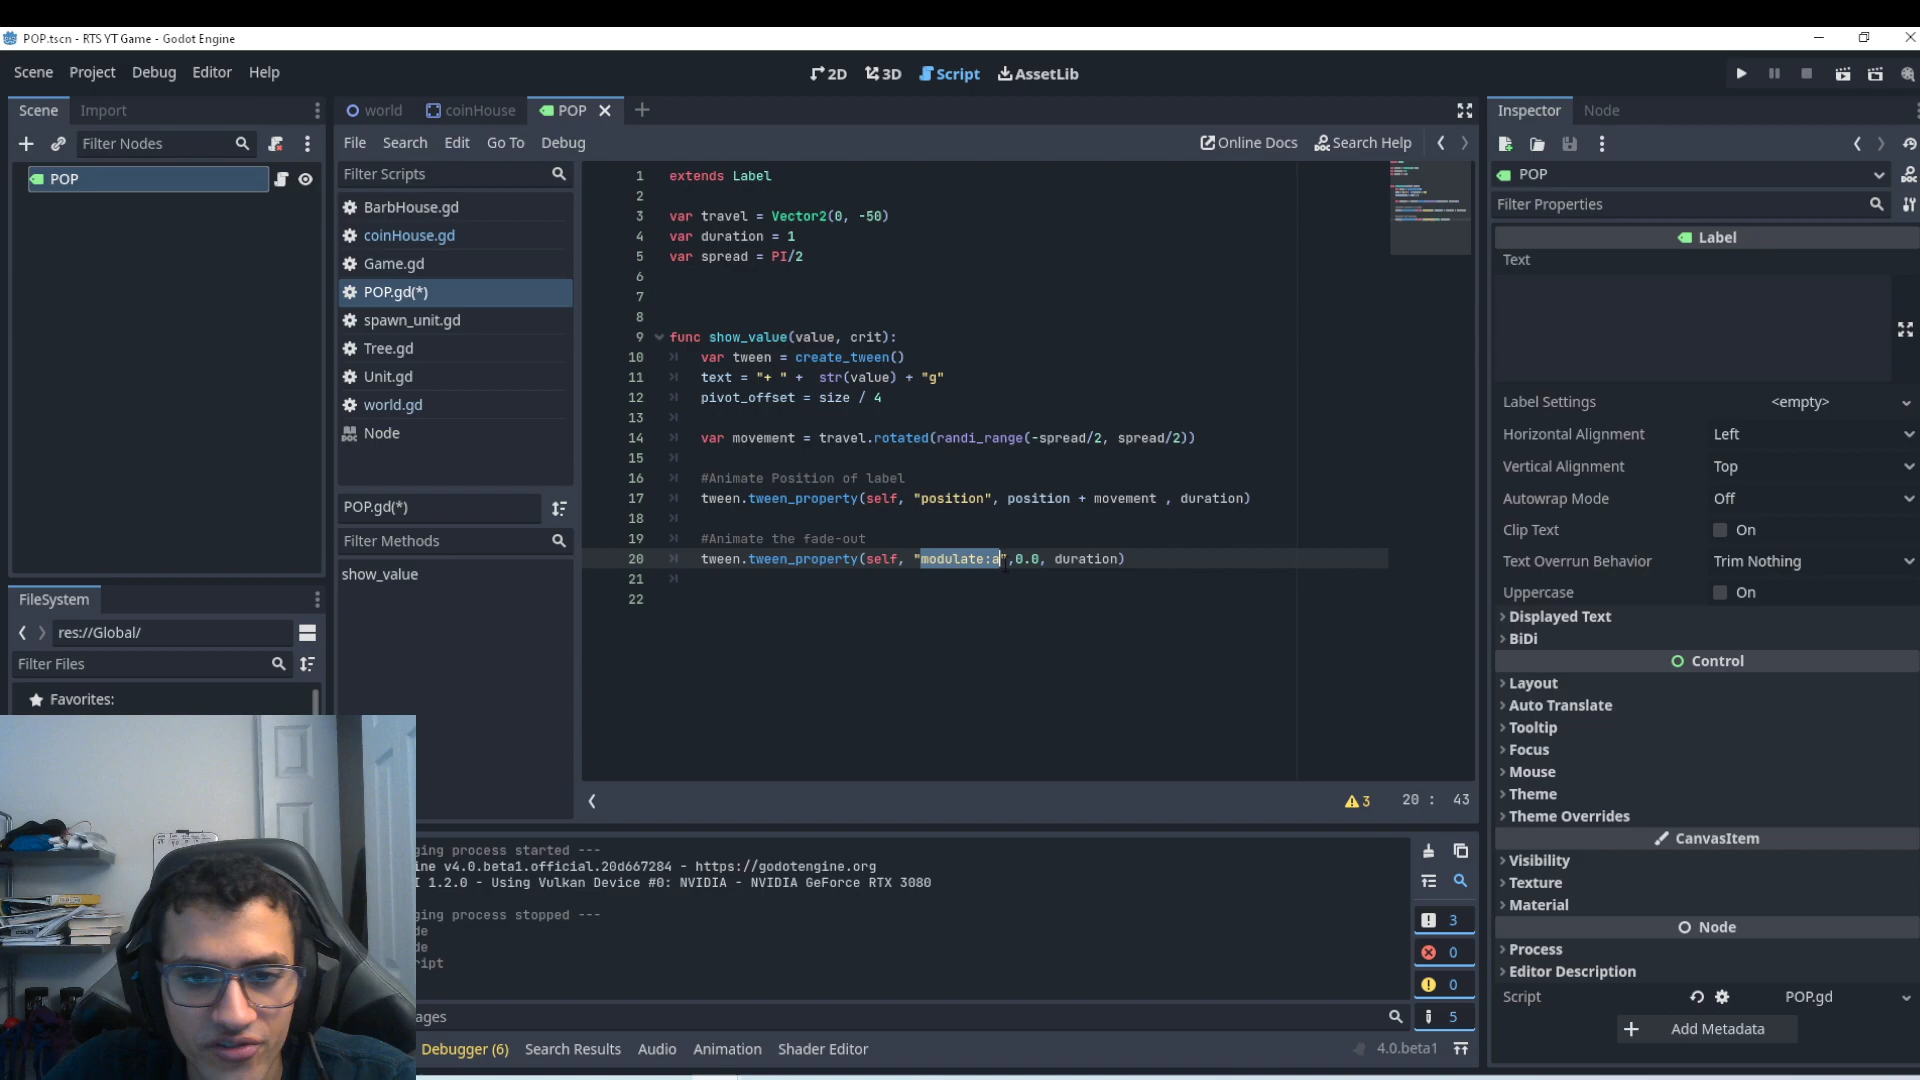 POP.tscn - RTS YT Game - Godot Engine
Scene Project Debug Editor Help
2D 3D Script AssetLib
Scene Import
Filter Nodes
POP
world coinHouse POP
File Search Edit Go To Debug
Online Docs Search Help
Filter Scripts
BarbHouse.gd
coinHouse.gd
Game.gd
POP.gd(*)
spawn_unit.gd
Tree.gd
Unit.gd
world.gd
Node
POP.gd(*)
Filter Methods
show_value
1 extends Label
2
3 var travel = Vector2(0, -50)
4 var duration = 1
5 var spread = PI/2
6
7
8
9 func show_value(value, crit):
10 var tween = create_tween()
11 text = "+ " +  str(value) + "g"
12 pivot_offset = size / 4
13
14 var movement = travel.rotated(randi_range(-spread/2, spread/2))
15
16 #Animate Position of label
17 tween.tween_property(self, "position", position + movement , duration)
18
19 #Animate the fade-out
20 tween.tween_property(self, "modulate:a",0.0, duration)
21
22
3 20 : 43
FileSystem
res://Global/
Filter Files
Favorites:
ging process started ---
ine v4.0.beta1.official.20d667284 - https://godotengine.org
I 1.2.0 - Using Vulkan Device #0: NVIDIA - NVIDIA GeForce RTX 3080
ging process stopped ---
de
de
ript
ages
3
0
0
5
Debugger (6) Search Results Audio Animation Shader Editor
4.0.beta1
Inspector Node
POP
Filter Properties
Label
Text
Label Settings <empty>
Horizontal Alignment Left
Vertical Alignment Top
Autowrap Mode Off
Clip Text On
Text Overrun Behavior Trim Nothing
Uppercase On
Displayed Text
BiDi
Control
Layout
Auto Translate
Tooltip
Focus
Mouse
Theme
Theme Overrides
CanvasItem
Visibility
Texture
Material
Node
Process
Editor Description
Script POP.gd
Add Metadata